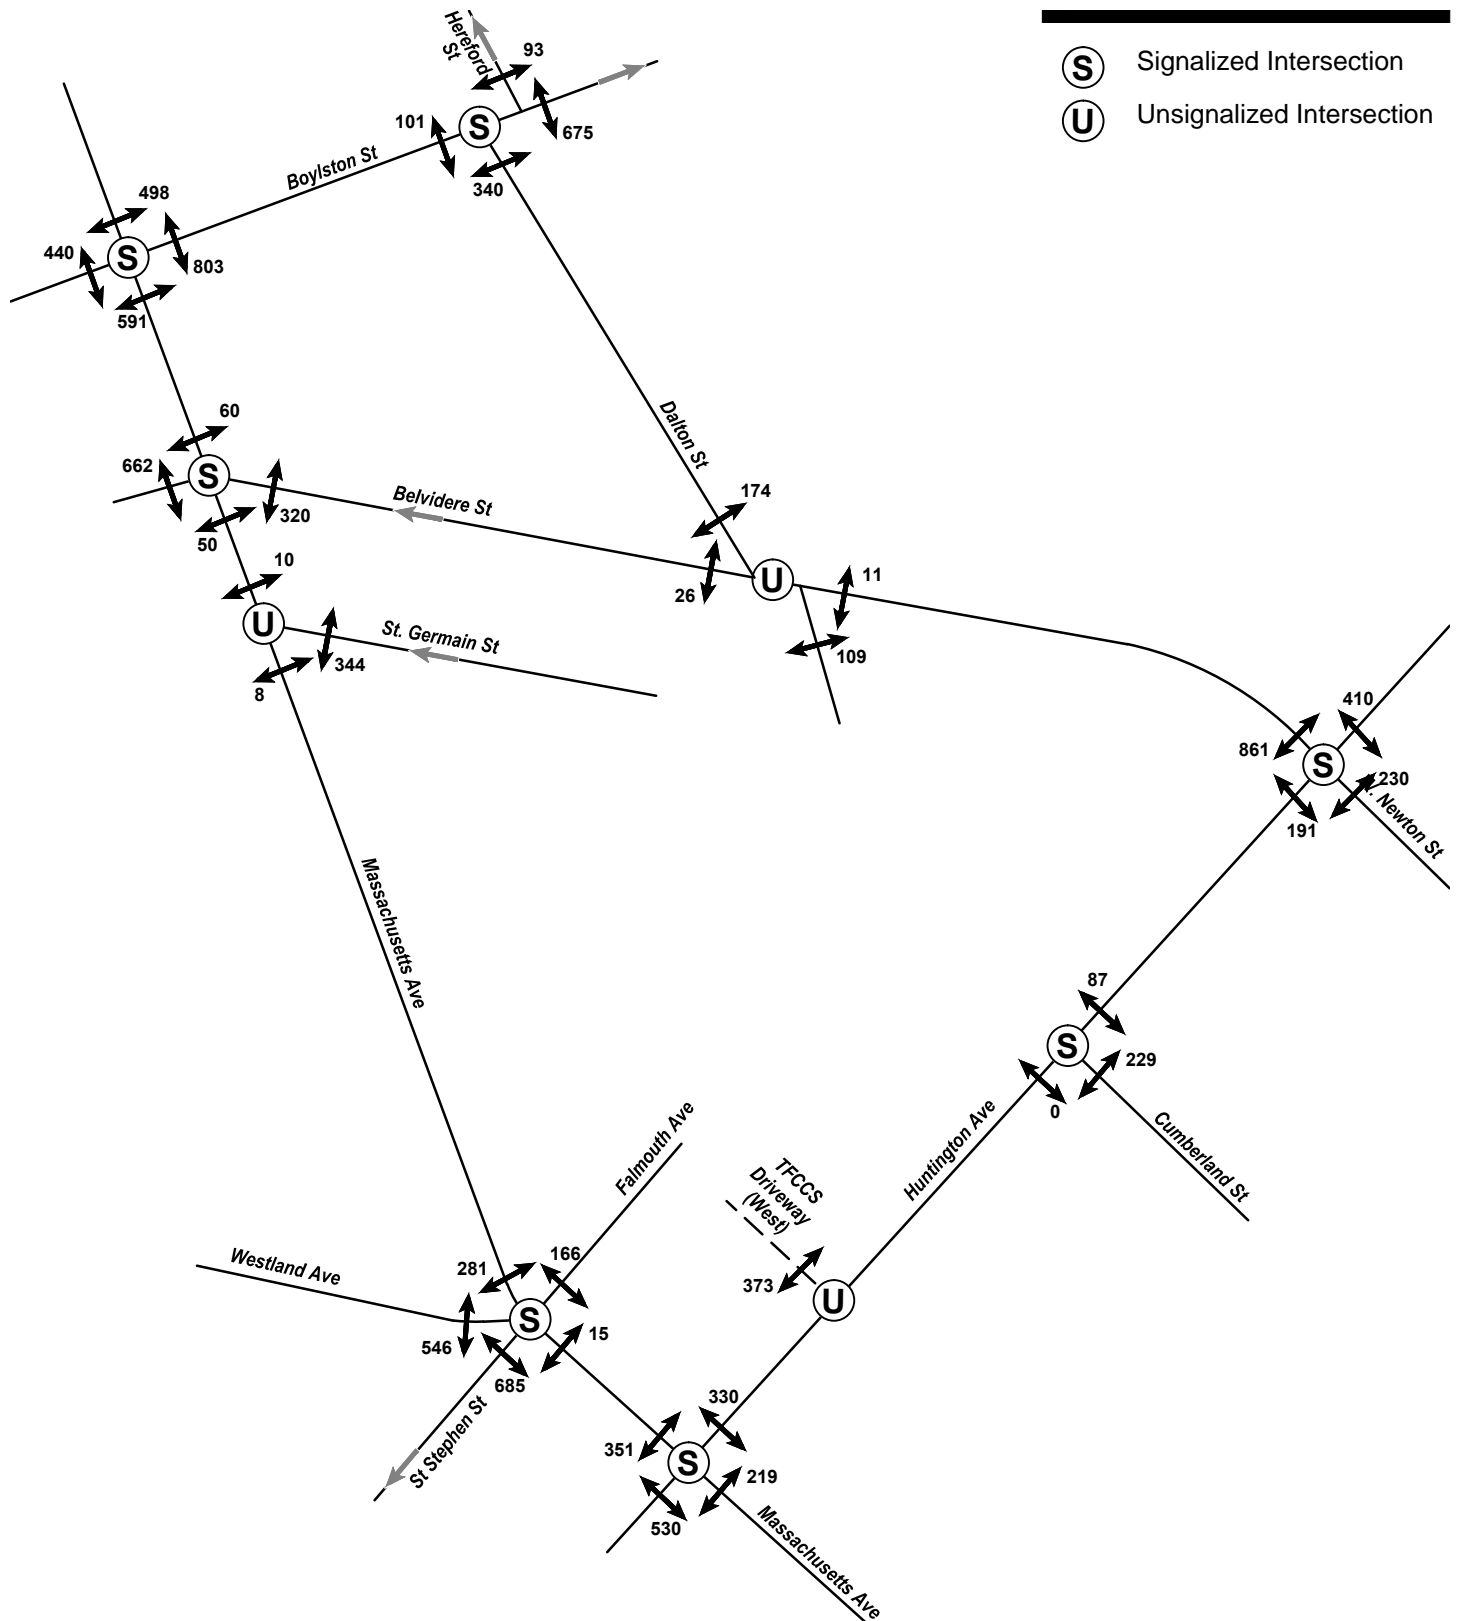 Hereford
St
93
S
Signalized Intersection
U
Unsignalized Intersection
101
S
675
Boylston St
340
498
440
S
803
591
60
Dalton St
662
S
Belvidere St
174
320
50
10
U
11
26
U
St. Germain St
344
109
8
410
861
S
230
. Newton St
191
Massachusetts Ave
87
S
229
0
Huntington Ave
Cumberland St
Falmouth Ave
TFCCS
Driveway
(West)
Westland Ave
281
166
373
U
S
15
546
685
330
St Stephen St
351
S
219
530
Massachusetts Ave